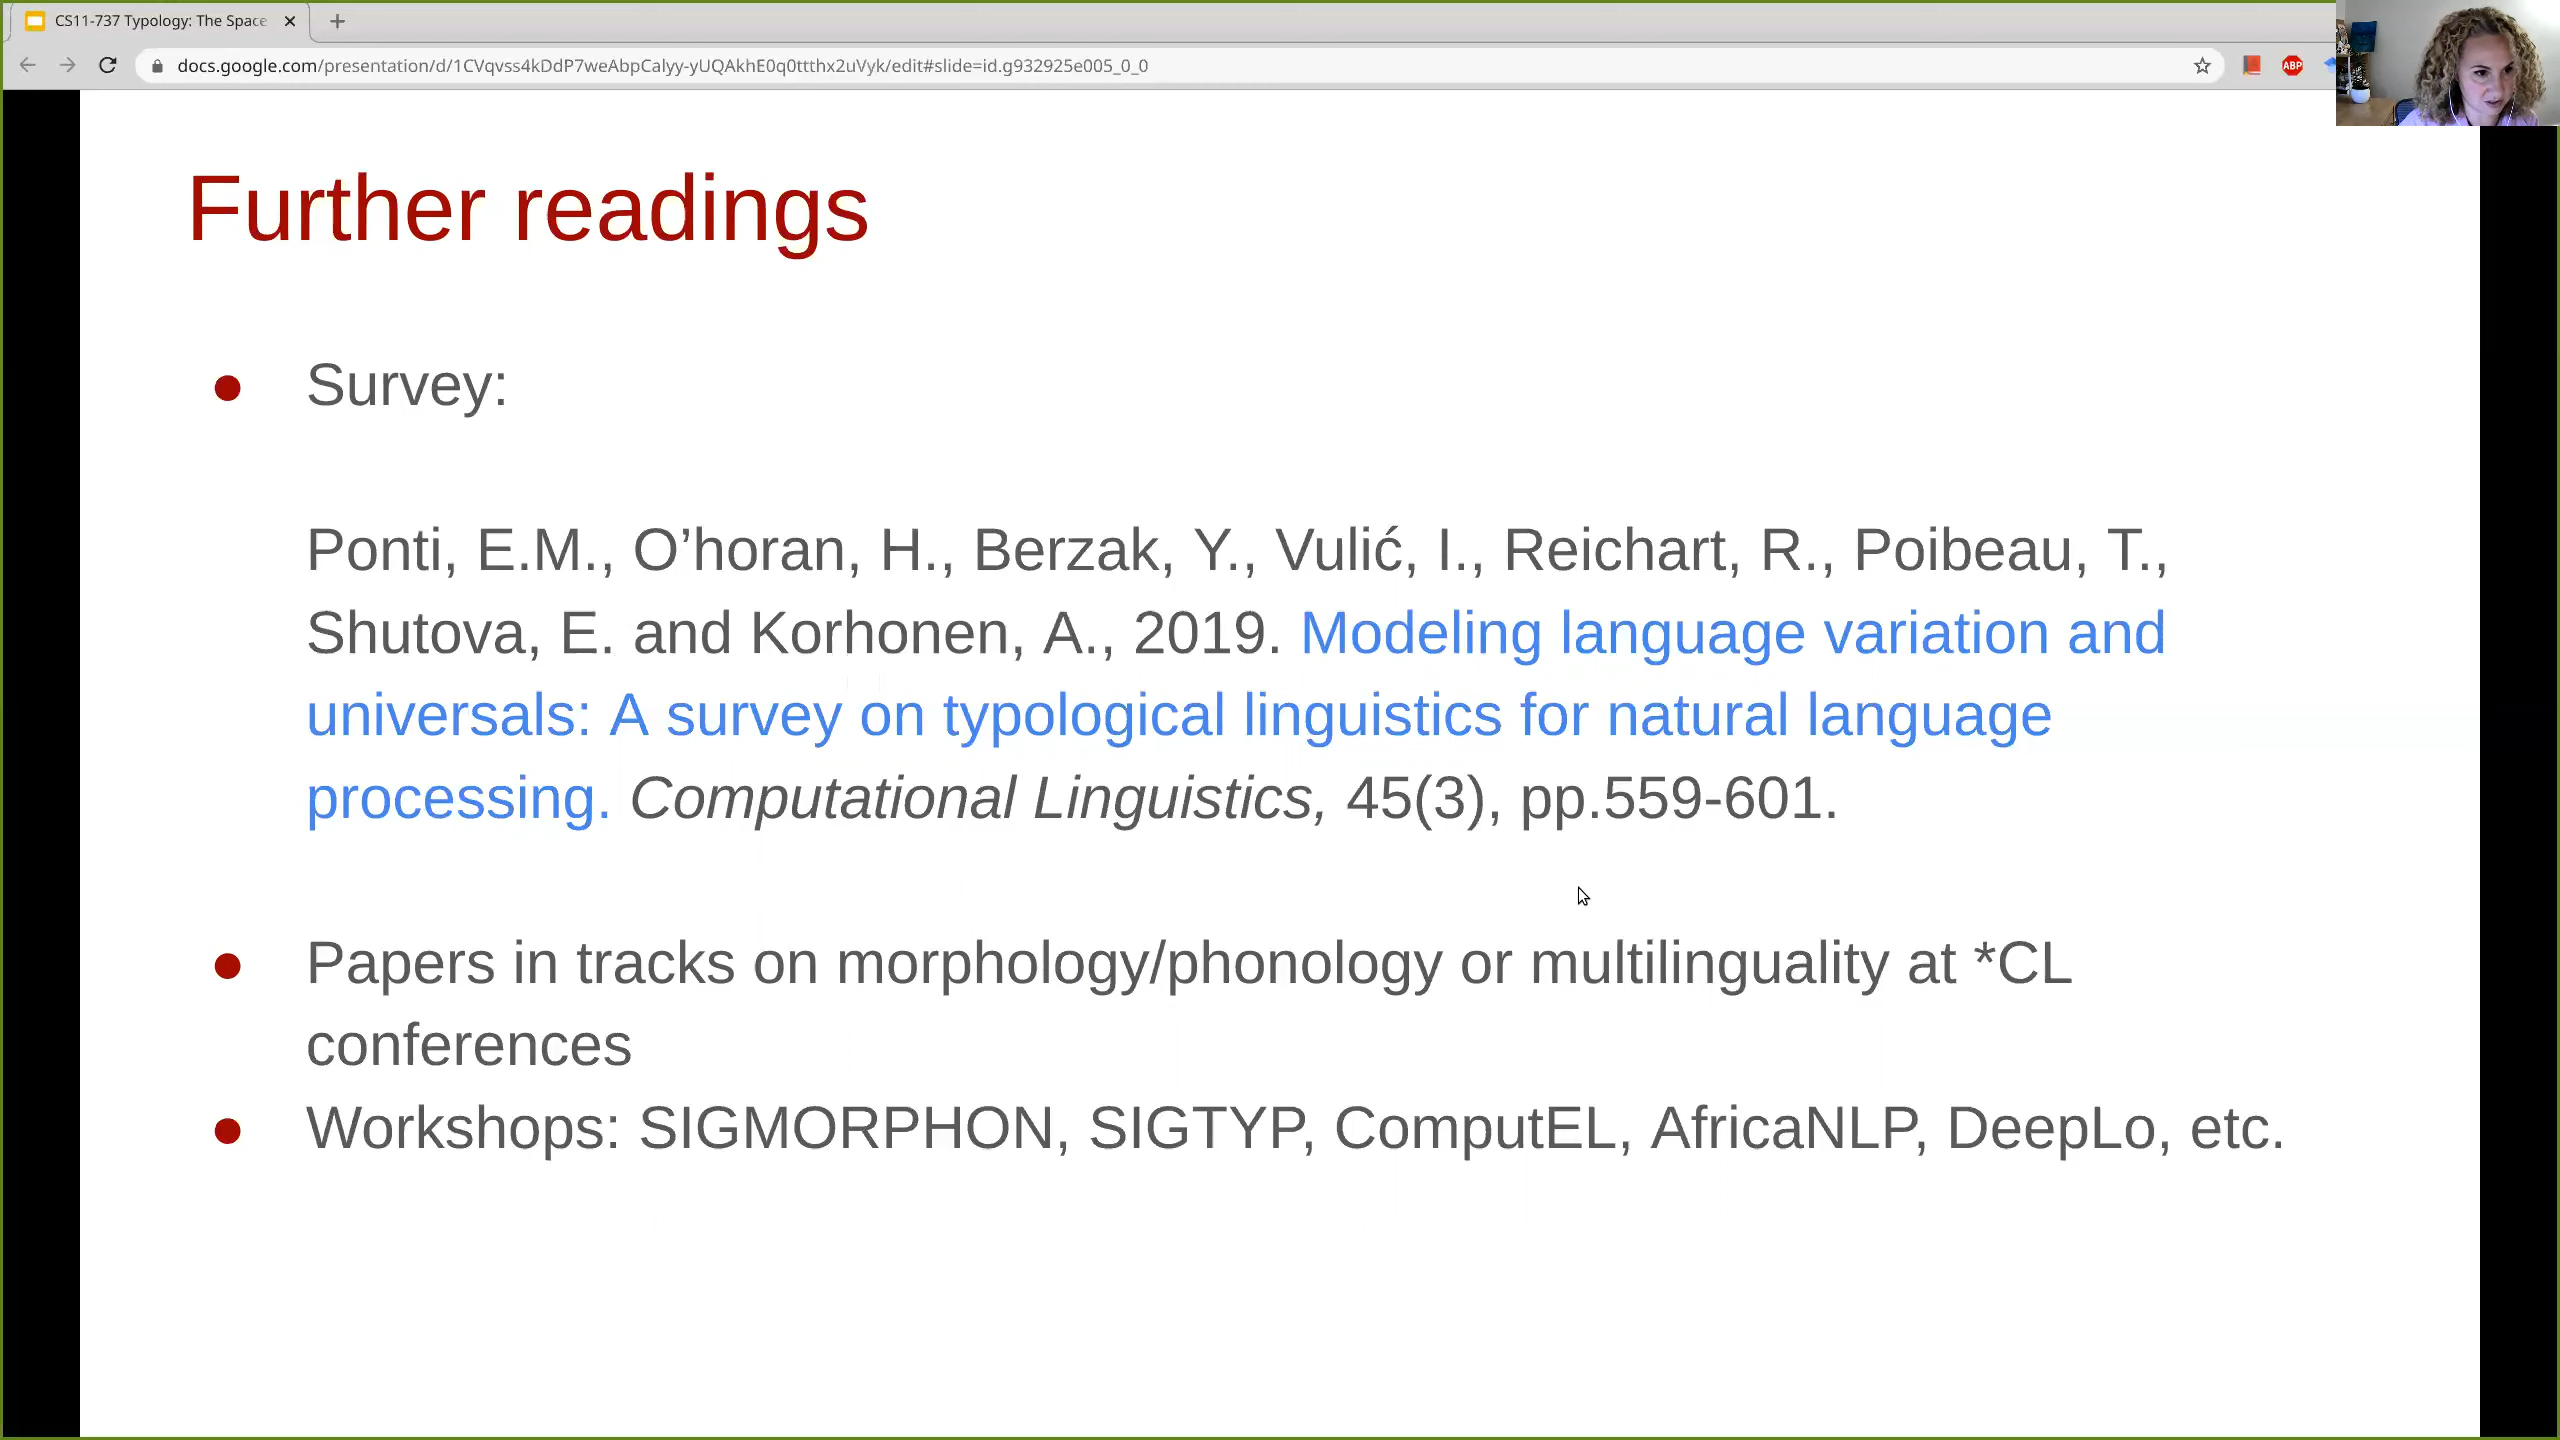 CS11-737 Typology: The Space
docs.google.com/presentation/d/1CVqvss4kDdP7weAbpCalyy-yUQAkhE0q0ttthx2uVyk/edit#slide=id.g932925e005_0_0
ABP
Further readings
● Survey:
Ponti, E.M., O’horan, H., Berzak, Y., Vulić, I., Reichart, R., Poibeau, T.,
Shutova, E. and Korhonen, A., 2019. Modeling language variation and
universals: A survey on typological linguistics for natural language
processing. Computational Linguistics, 45(3), pp.559-601.
● Papers in tracks on morphology/phonology or multilinguality at *CL
conferences
● Workshops: SIGMORPHON, SIGTYP, ComputEL, AfricaNLP, DeepLo, etc.